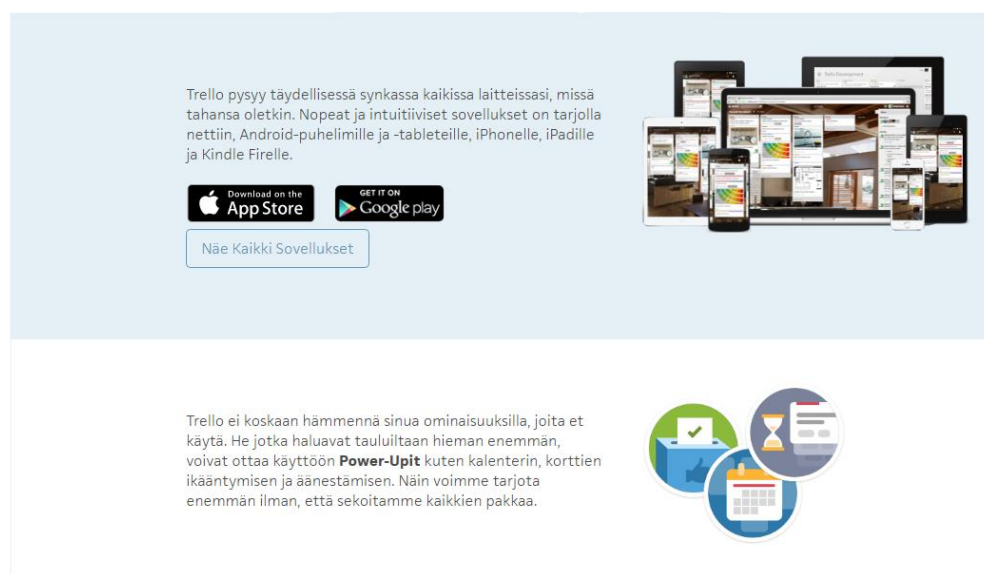 Trello pysyy täydellisessä synkassa kaikissa laitteissasi, missä
tahansa oletkin. Nopeat ja intuitiiviset sovellukset on tarjolla
nettiin, Android-puhelimille ja -tableteille, iPhonelle, iPadille
ja Kindle Firelle.
Download on the
App Store
GET IT ON
Google play
Näe Kaikki Sovellukset
Trello Development
Trello ei koskaan hämmennä sinua ominaisuuksilla, joita et
käytä. He jotka haluavat tauluiltaan hieman enemmän,
voivat ottaa käyttöön Power-Upit kuten kalenterin, korttien
ikääntymisen ja äänestämisen. Näin voimme tarjota
enemmän ilman, että sekoitamme kaikkien pakkaa.